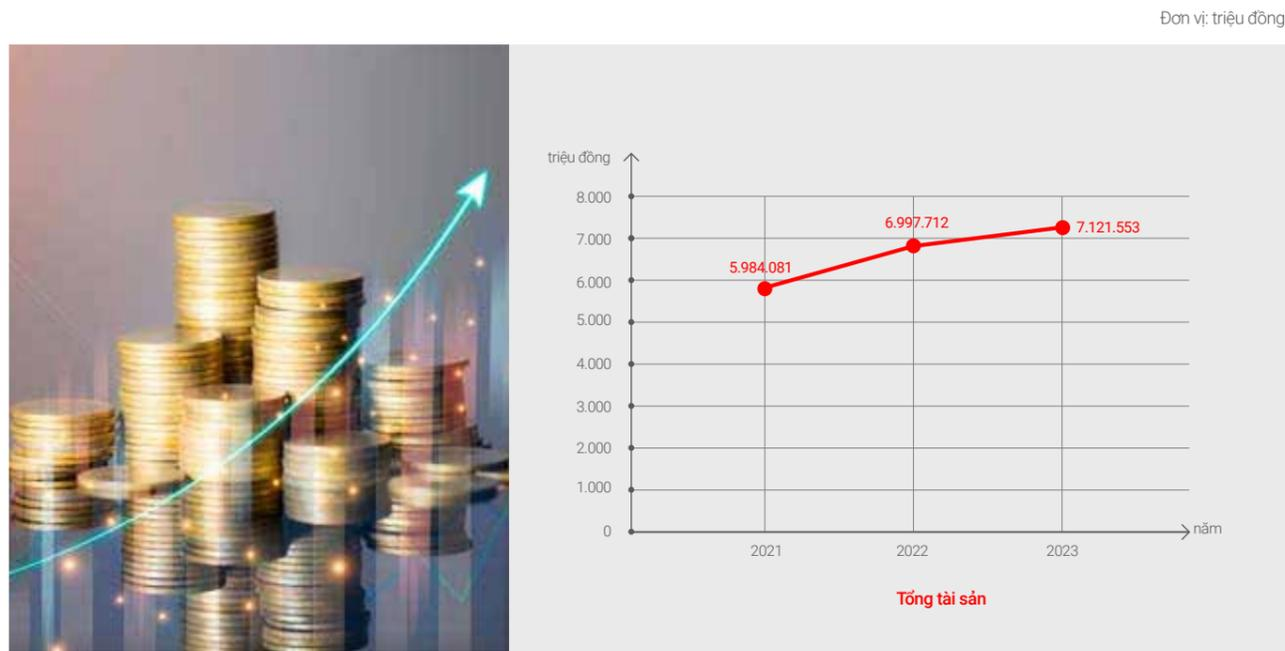 Đơn vị: triệu đồng
triệu đồng
8.000
7.000
6.000
5.000
4.000
3.000
2.000
1.000
0
5.984.081
6.997.712
7.121.553
năm
2021 2022 2023
Tổng tài sản